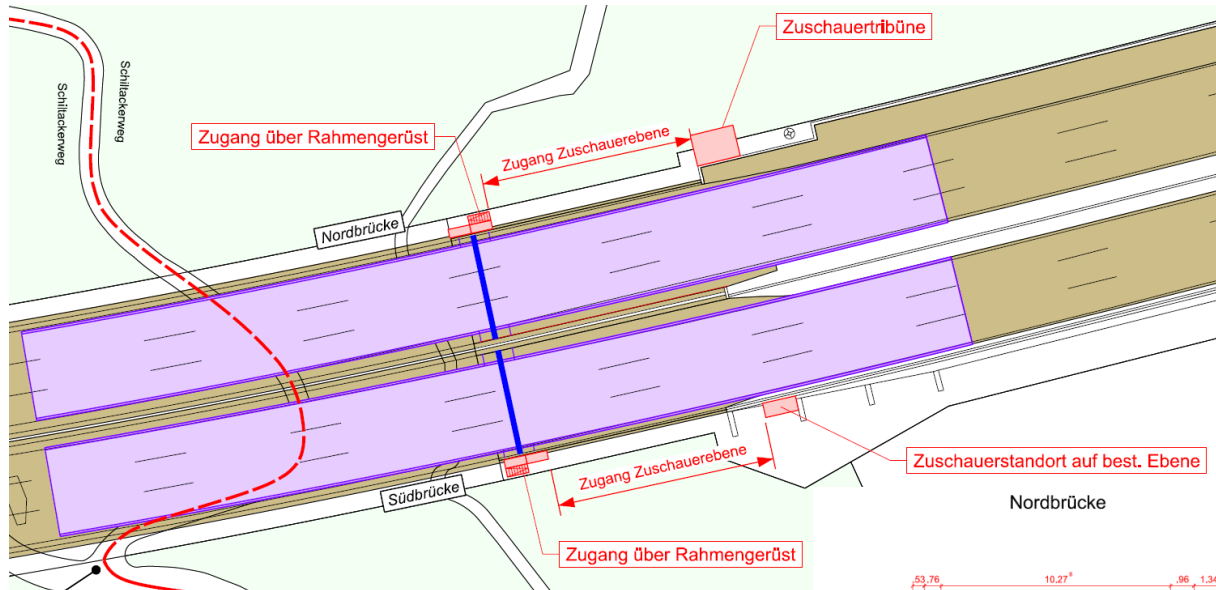 Zuschauertribüne
Schiltackerweg
Schiltackerweg
Zugang über Rahmengerüst
Zugang Zuschauerebene
Nordbrücke
Zuschauerstandort auf best. Ebene
Zugang Zuschauerebene
Südbrücke
Nordbrücke
Zugang über Rahmengerüst
.53 .76 10.27⁸ .96 1.34